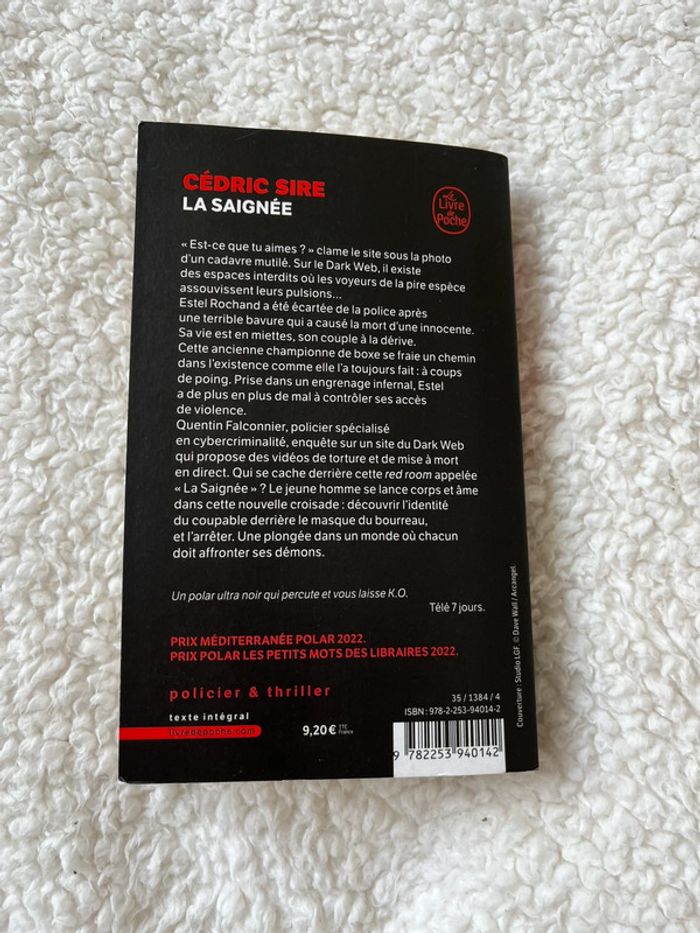 CÉDRIC SIRE
LA SAIGNÉE
Le
Livre
de
Poche
« Est-ce que tu aimes ? » clame le site sous la photo
d'un cadavre mutilé. Sur le Dark Web, il existe
des espaces interdits où les voyeurs de la pire espèce
assouvissent leurs pulsions...
Estel Rochand a été écartée de la police après
une terrible bavure qui a causé la mort d'une innocente.
Sa vie est en miettes, son couple à la dérive.
Cette ancienne championne de boxe se fraie un chemin
dans l'existence comme elle l'a toujours fait : à coups
de poing. Prise dans un engrenage infernal, Estel
a de plus en plus de mal à contrôler ses accès
de violence.
Quentin Falconnier, policier spécialisé
en cybercriminalité, enquête sur un site du Dark Web
qui propose des vidéos de torture et de mise à mort
en direct. Qui se cache derrière cette red room appelée
« La Saignée » ? Le jeune homme se lance corps et âme
dans cette nouvelle croisade : découvrir l'identité
du coupable derrière le masque du bourreau,
et l'arrêter. Une plongée dans un monde où chacun
doit affronter ses démons.
Un polar ultra noir qui percute et vous laisse K.O.
Télé 7 jours.
PRIX MÉDITERRANÉE POLAR 2022.
PRIX POLAR LES PETITS MOTS DES LIBRAIRES 2022.
policier & thriller
texte intégral
livredepoche.com
9,20 € TTC France
35 / 1384 / 4
ISBN : 978-2-253-94014-2
9 782253 940142
Couverture : Studio LGF. © Dave Wall / Arcangel.